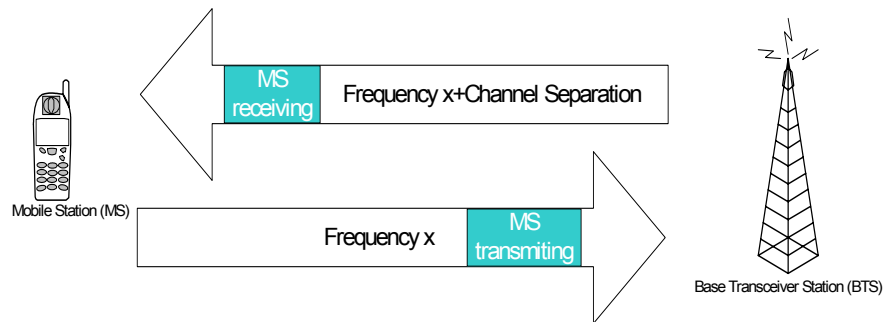 MS
receiving
Frequency x+Channel Separation
Mobile Station (MS)
Frequency x
MS
transmiting
Base Transceiver Station (BTS)